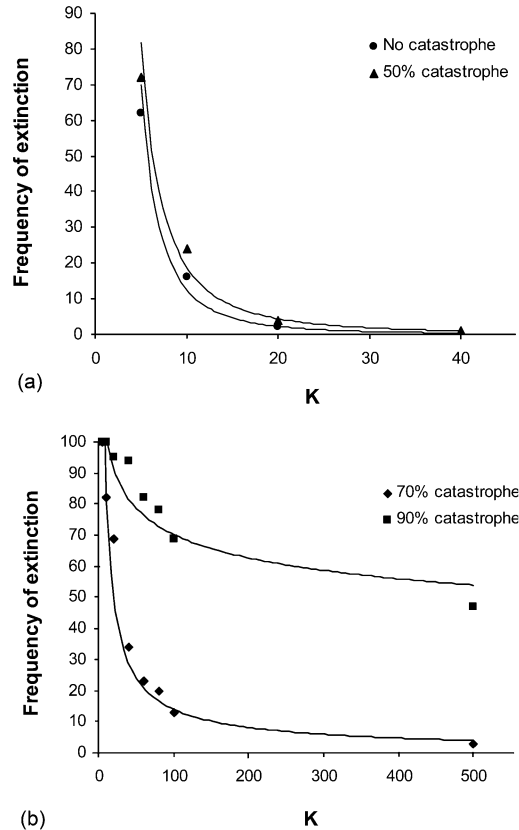 90
80
70
60
50
40
30
20
10
0
Frequency of extinction
No catastrophe
50% catastrophe
0 10 20 30 40
K
(a)
100
90
80
70
60
50
40
30
20
10
0
Frequency of extinction
70% catastrophe
90% catastrophe
0 100 200 300 400 500
K
(b)